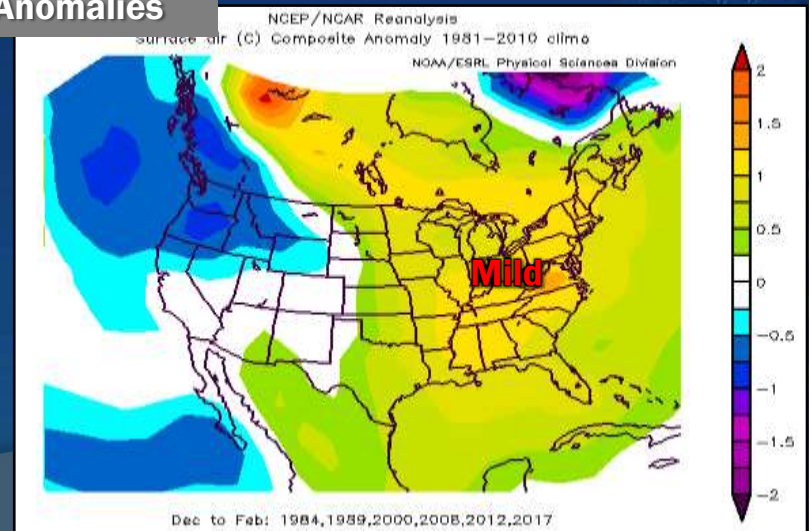 Anomalies
NCEP/NCAR Reanalysis
Surface air (C) Composite Anomaly 1981–2010 climo
NOAA/ESRL Physical Sciences Division
2
1.5
1
0.5
0
−0.5
−1
−1.5
−2
Mild
Dec to Feb: 1984,1989,2000,2008,2012,2017